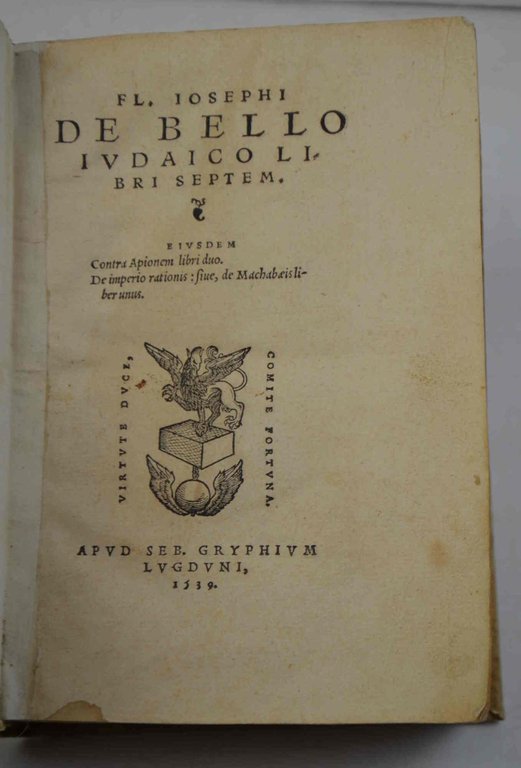 FL. IOSEPHI
DE BELLO
IVDAICO LI-
BRI SEPTEM.
EIVSDEM
Contra Apionem libri duo.
De imperio rationis : siue, de Machabæis li-
ber unus.
VIRTVTE DVCE,
COMITE FORTVNA.
APVD SEB. GRYPHIVM
LVGDVNI,
1539.